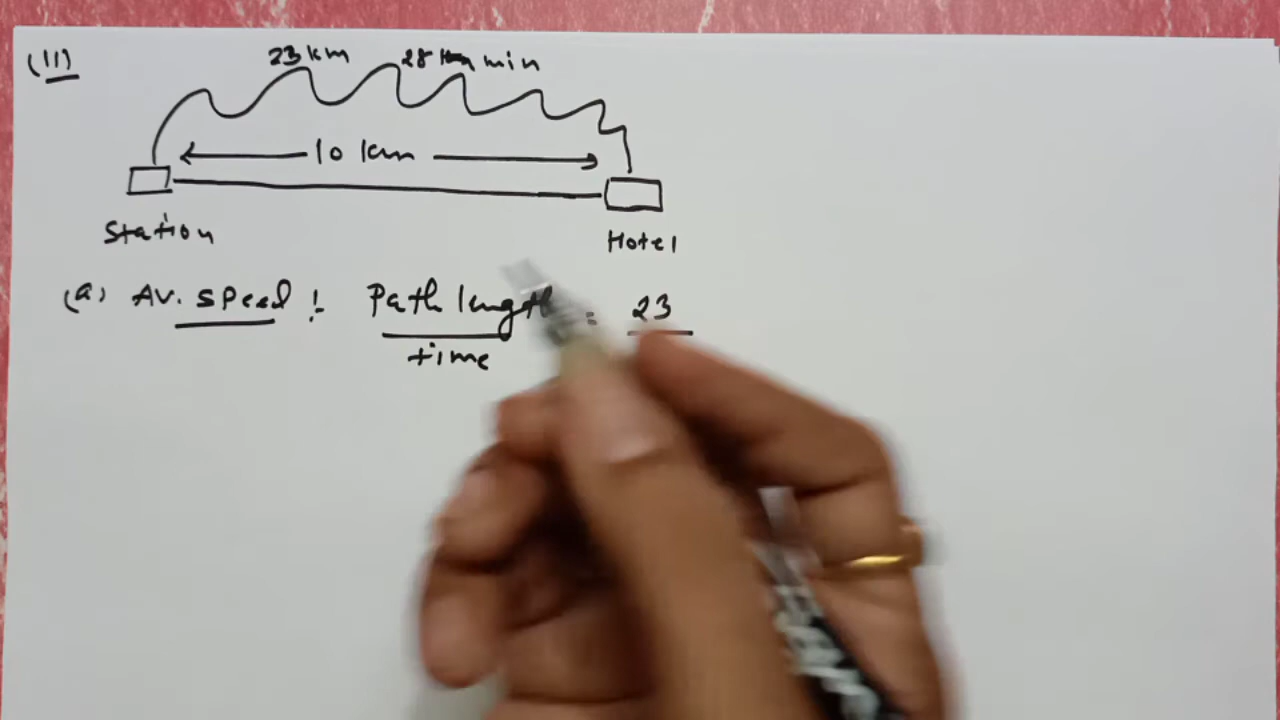 (11)
23 km 28 min
10 km
Station
Hotel
(a) Av. speed : Path length = 23
time